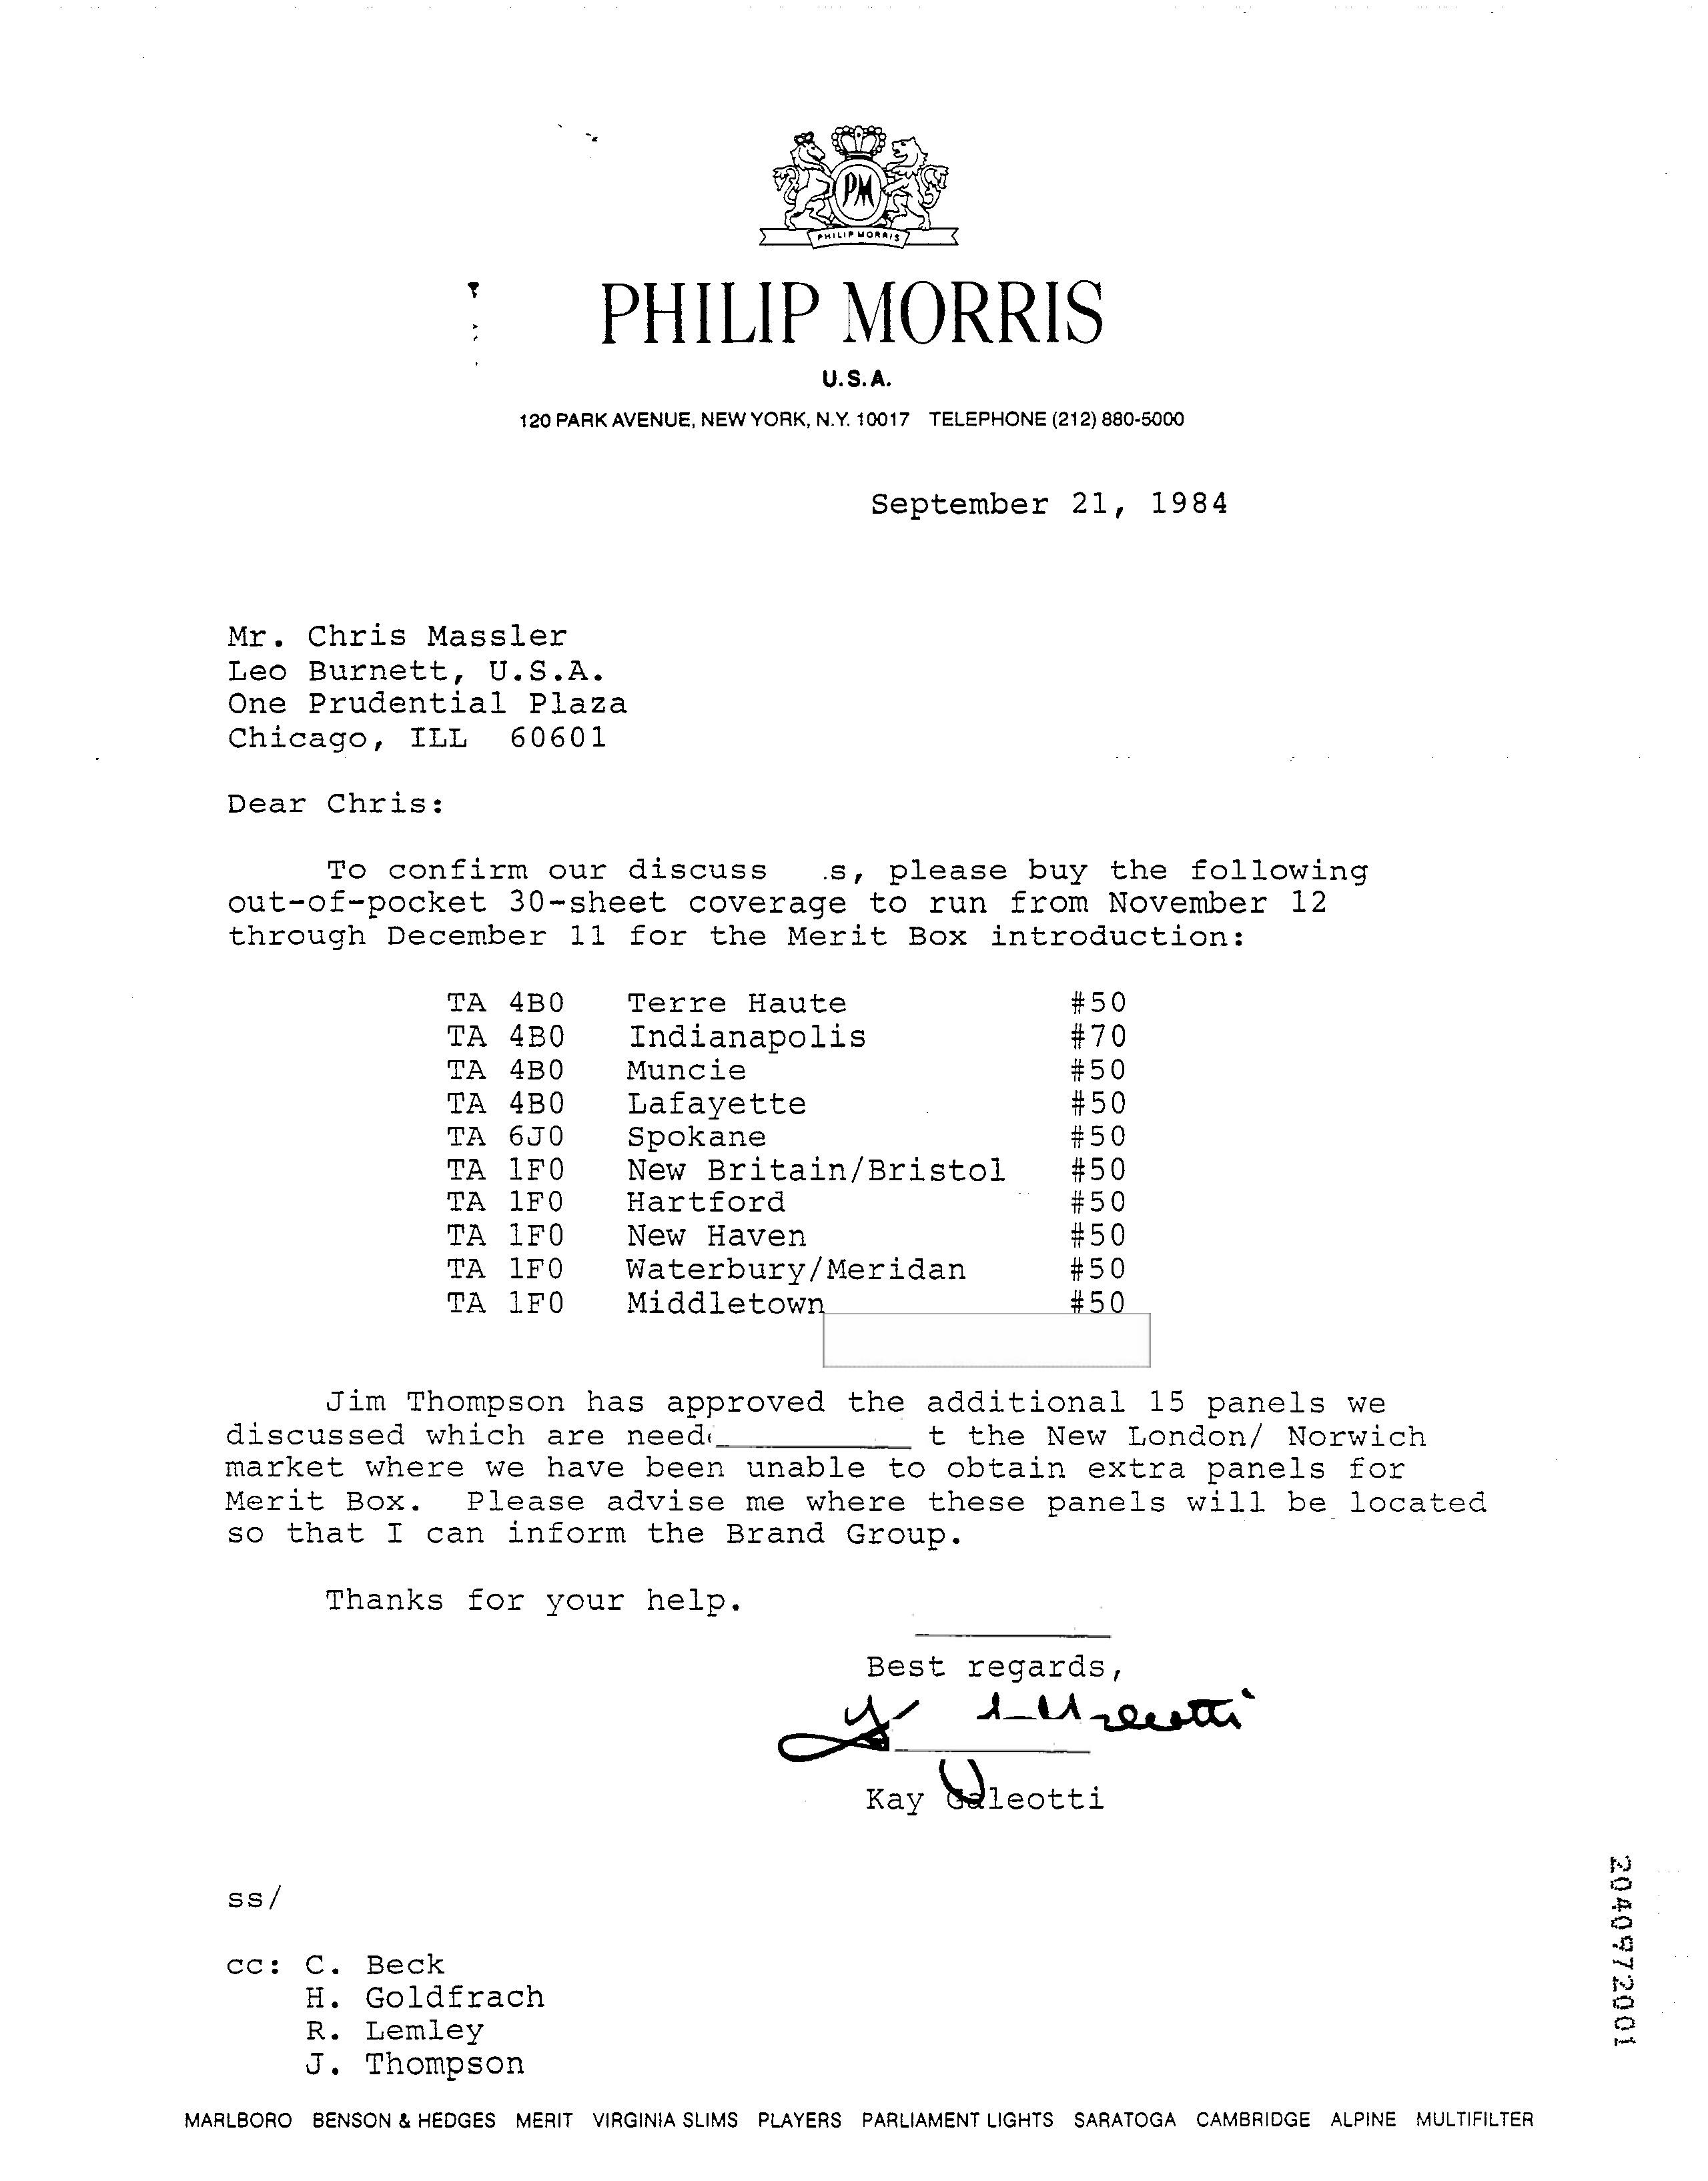 PM
PHILIP MORRIS
PHILIP MORRIS
U.S.A.
120 PARK AVENUE, NEW YORK, N.Y. 10017 TELEPHONE (212) 880-5000
September 21, 1984
Mr. Chris Massler
Leo Burnett, U.S.A.
One Prudential Plaza
Chicago, ILL 60601
Dear Chris:
To confirm our discuss .s, please buy the following
out-of-pocket 30-sheet coverage to run from November 12
through December 11 for the Merit Box introduction:
TA 4B0 Terre Haute #50
TA 4B0 Indianapolis #70
TA 4B0 Muncie #50
TA 4B0 Lafayette #50
TA 6J0 Spokane #50
TA 1F0 New Britain/Bristol #50
TA 1F0 Hartford #50
TA 1F0 New Haven #50
TA 1F0 Waterbury/Meridan #50
TA 1F0 Middletown #50
Jim Thompson has approved the additional 15 panels we
discussed which are need t the New London/ Norwich
market where we have been unable to obtain extra panels for
Merit Box. Please advise me where these panels will be located
so that I can inform the Brand Group.
Thanks for your help.
Best regards,
Kay Galeotti
ss/
cc: C. Beck
H. Goldfrach
R. Lemley
J. Thompson
2040972001
MARLBORO BENSON & HEDGES MERIT VIRGINIA SLIMS PLAYERS PARLIAMENT LIGHTS SARATOGA CAMBRIDGE ALPINE MULTIFILTER